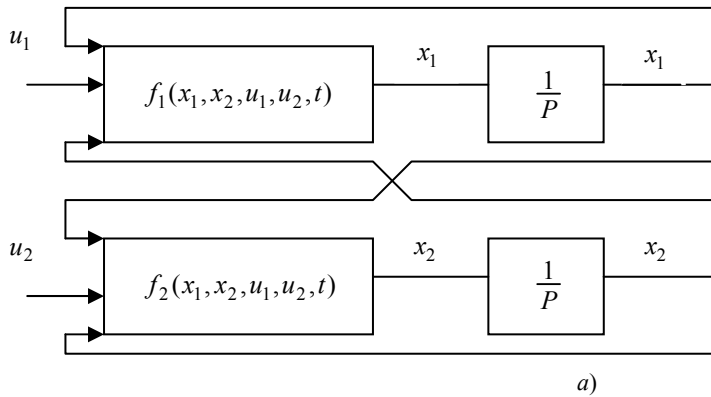 u₁
x₁
x₁
f₁(x₁,x₂,u₁,u₂,t)
1
P
u₂
x₂
x₂
f₂(x₁,x₂,u₁,u₂,t)
1
P
a)